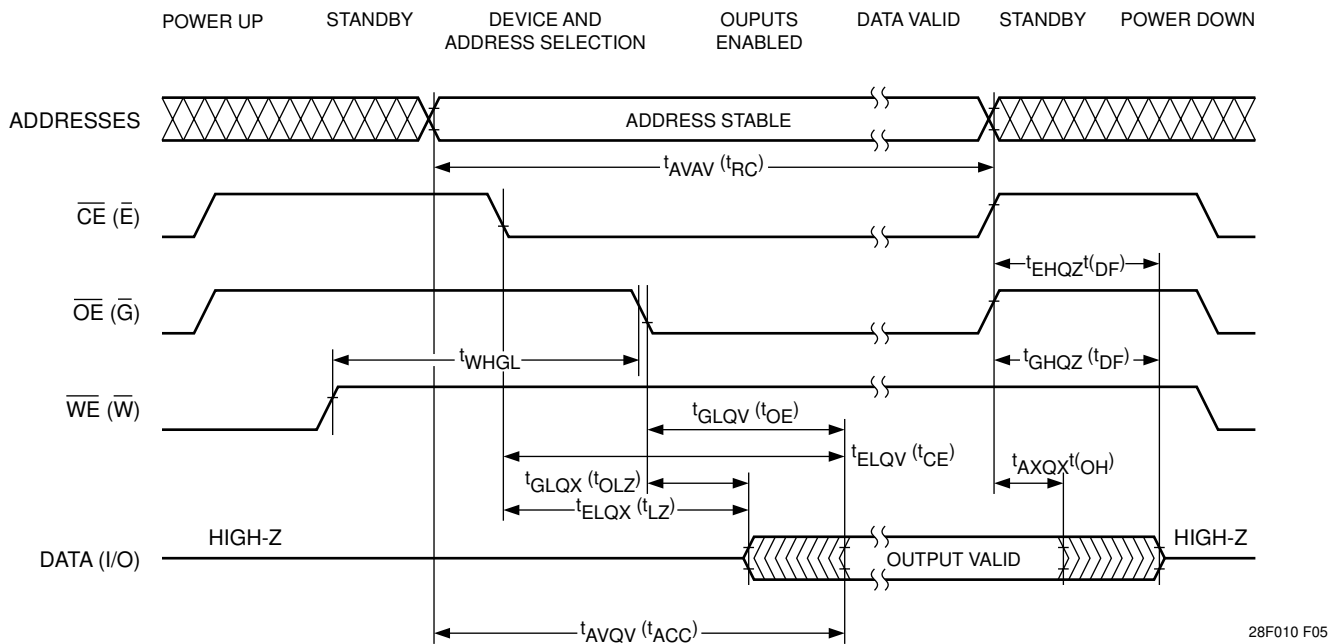 POWER UP STANDBY DEVICE AND ADDRESS SELECTION OUPUTS ENABLED DATA VALID STANDBY POWER DOWN
ADDRESSES
ADDRESS STABLE
tAVAV (tRC)
CE (E)
tEHQZt(DF)
OE (G)
tWHGL
tGHQZ (tDF)
WE (W)
tGLQV (tOE)
tELQV (tCE)
tAXQXt(OH)
tGLQX (tOLZ)
tELQX (tLZ)
HIGH-Z
HIGH-Z
DATA (I/O)
OUTPUT VALID
tAVQV (tACC)
28F010 F05